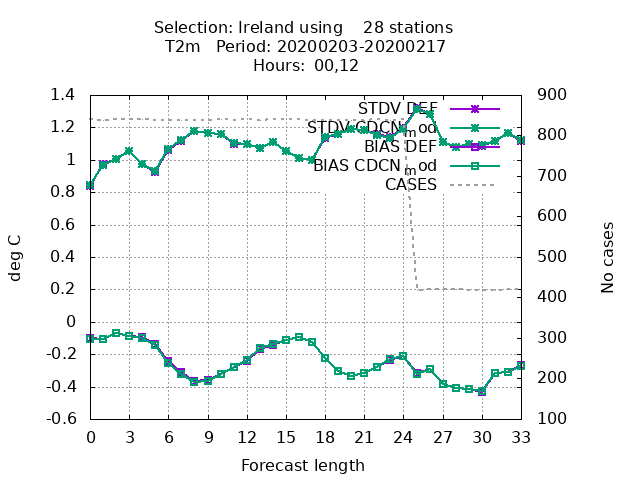 Selection: Ireland using    28 stations
T2m   Period: 20200203-20200217
Hours:  00,12
1.4
1.2
1
0.8
0.6
0.4
0.2
0
-0.2
-0.4
-0.6
deg C
900
800
700
600
500
400
300
200
100
No cases
STDV DEF
STDV CDCN_mod
BIAS DEF
BIAS CDCN_mod
CASES
0 3 6 9 12 15 18 21 24 27 30 33
Forecast length